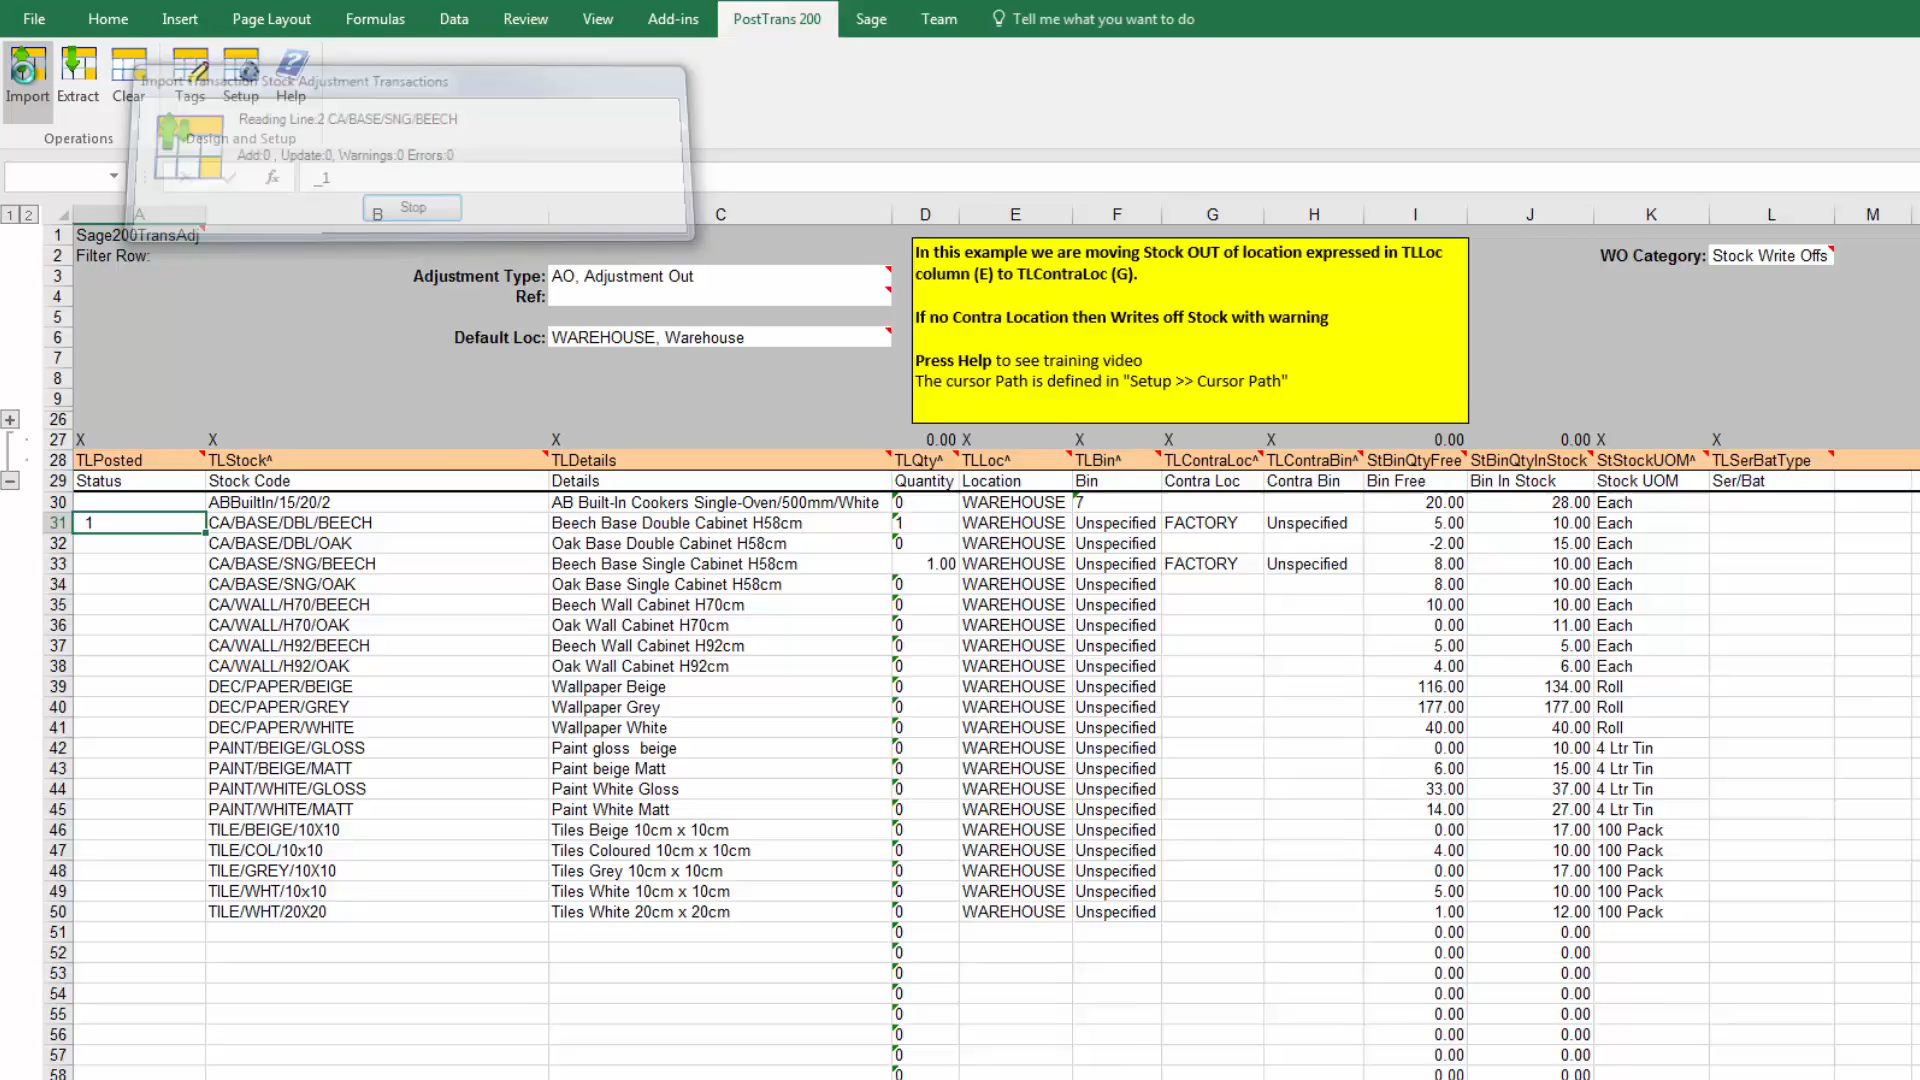 File Home Insert Page Layout Formulas Data Review View Add-ins PostTrans 200 Sage Team Tell me what you want to do
Import Extract Clear Tags Setup Help
Operations Design and Setup
Import Transaction Stock Adjustment Transactions
Reading Line:2 CA/BASE/SNG/BEECH
Add:0 , Update:0, Warnings:0 Errors:0
Stop
fx _1
1 2 A B C D E F G H I J K L M
1 Sage200TransAdj
2 Filter Row: WO Category: Stock Write Offs
3 Adjustment Type: AO, Adjustment Out
4 Ref:
5
6 Default Loc: WAREHOUSE, Warehouse
7
8
9
26
In this example we are moving Stock OUT of location expressed in TLLoc
column (E) to TLContraLoc (G).
If no Contra Location then Writes off Stock with warning
Press Help to see training video
The cursor Path is defined in "Setup >> Cursor Path"
27 X X X 0.00 X X X X 0.00 0.00 X X
28 TLPosted TLStock^ TLDetails TLQty^ TLLoc^ TLBin^ TLContraLoc^ TLContraBin^ StBinQtyFree StBinQtyInStock StStockUOM^ TLSerBatType
29 Status Stock Code Details Quantity Location Bin Contra Loc Contra Bin Bin Free Bin In Stock Stock UOM Ser/Bat
30 ABBuiltIn/15/20/2 AB Built-In Cookers Single-Oven/500mm/White 0 WAREHOUSE 7 20.00 28.00 Each
31 1 CA/BASE/DBL/BEECH Beech Base Double Cabinet H58cm 1 WAREHOUSE Unspecified FACTORY Unspecified 5.00 10.00 Each
32 CA/BASE/DBL/OAK Oak Base Double Cabinet H58cm 0 WAREHOUSE Unspecified -2.00 15.00 Each
33 CA/BASE/SNG/BEECH Beech Base Single Cabinet H58cm 1.00 WAREHOUSE Unspecified FACTORY Unspecified 8.00 10.00 Each
34 CA/BASE/SNG/OAK Oak Base Single Cabinet H58cm 0 WAREHOUSE Unspecified 8.00 10.00 Each
35 CA/WALL/H70/BEECH Beech Wall Cabinet H70cm 0 WAREHOUSE Unspecified 10.00 10.00 Each
36 CA/WALL/H70/OAK Oak Wall Cabinet H70cm 0 WAREHOUSE Unspecified 0.00 11.00 Each
37 CA/WALL/H92/BEECH Beech Wall Cabinet H92cm 0 WAREHOUSE Unspecified 5.00 5.00 Each
38 CA/WALL/H92/OAK Oak Wall Cabinet H92cm 0 WAREHOUSE Unspecified 4.00 6.00 Each
39 DEC/PAPER/BEIGE Wallpaper Beige 0 WAREHOUSE Unspecified 116.00 134.00 Roll
40 DEC/PAPER/GREY Wallpaper Grey 0 WAREHOUSE Unspecified 177.00 177.00 Roll
41 DEC/PAPER/WHITE Wallpaper White 0 WAREHOUSE Unspecified 40.00 40.00 Roll
42 PAINT/BEIGE/GLOSS Paint gloss beige 0 WAREHOUSE Unspecified 0.00 10.00 4 Ltr Tin
43 PAINT/BEIGE/MATT Paint beige Matt 0 WAREHOUSE Unspecified 6.00 15.00 4 Ltr Tin
44 PAINT/WHITE/GLOSS Paint White Gloss 0 WAREHOUSE Unspecified 33.00 37.00 4 Ltr Tin
45 PAINT/WHITE/MATT Paint White Matt 0 WAREHOUSE Unspecified 14.00 27.00 4 Ltr Tin
46 TILE/BEIGE/10X10 Tiles Beige 10cm x 10cm 0 WAREHOUSE Unspecified 0.00 17.00 100 Pack
47 TILE/COL/10x10 Tiles Coloured 10cm x 10cm 0 WAREHOUSE Unspecified 4.00 10.00 100 Pack
48 TILE/GREY/10X10 Tiles Grey 10cm x 10cm 0 WAREHOUSE Unspecified 0.00 17.00 100 Pack
49 TILE/WHT/10x10 Tiles White 10cm x 10cm 0 WAREHOUSE Unspecified 5.00 10.00 100 Pack
50 TILE/WHT/20X20 Tiles White 20cm x 20cm 0 WAREHOUSE Unspecified 1.00 12.00 100 Pack
51 0 0.00 0.00
52 0 0.00 0.00
53 0 0.00 0.00
54 0 0.00 0.00
55 0 0.00 0.00
56 0 0.00 0.00
57 0 0.00 0.00
58 0 0.00 0.00